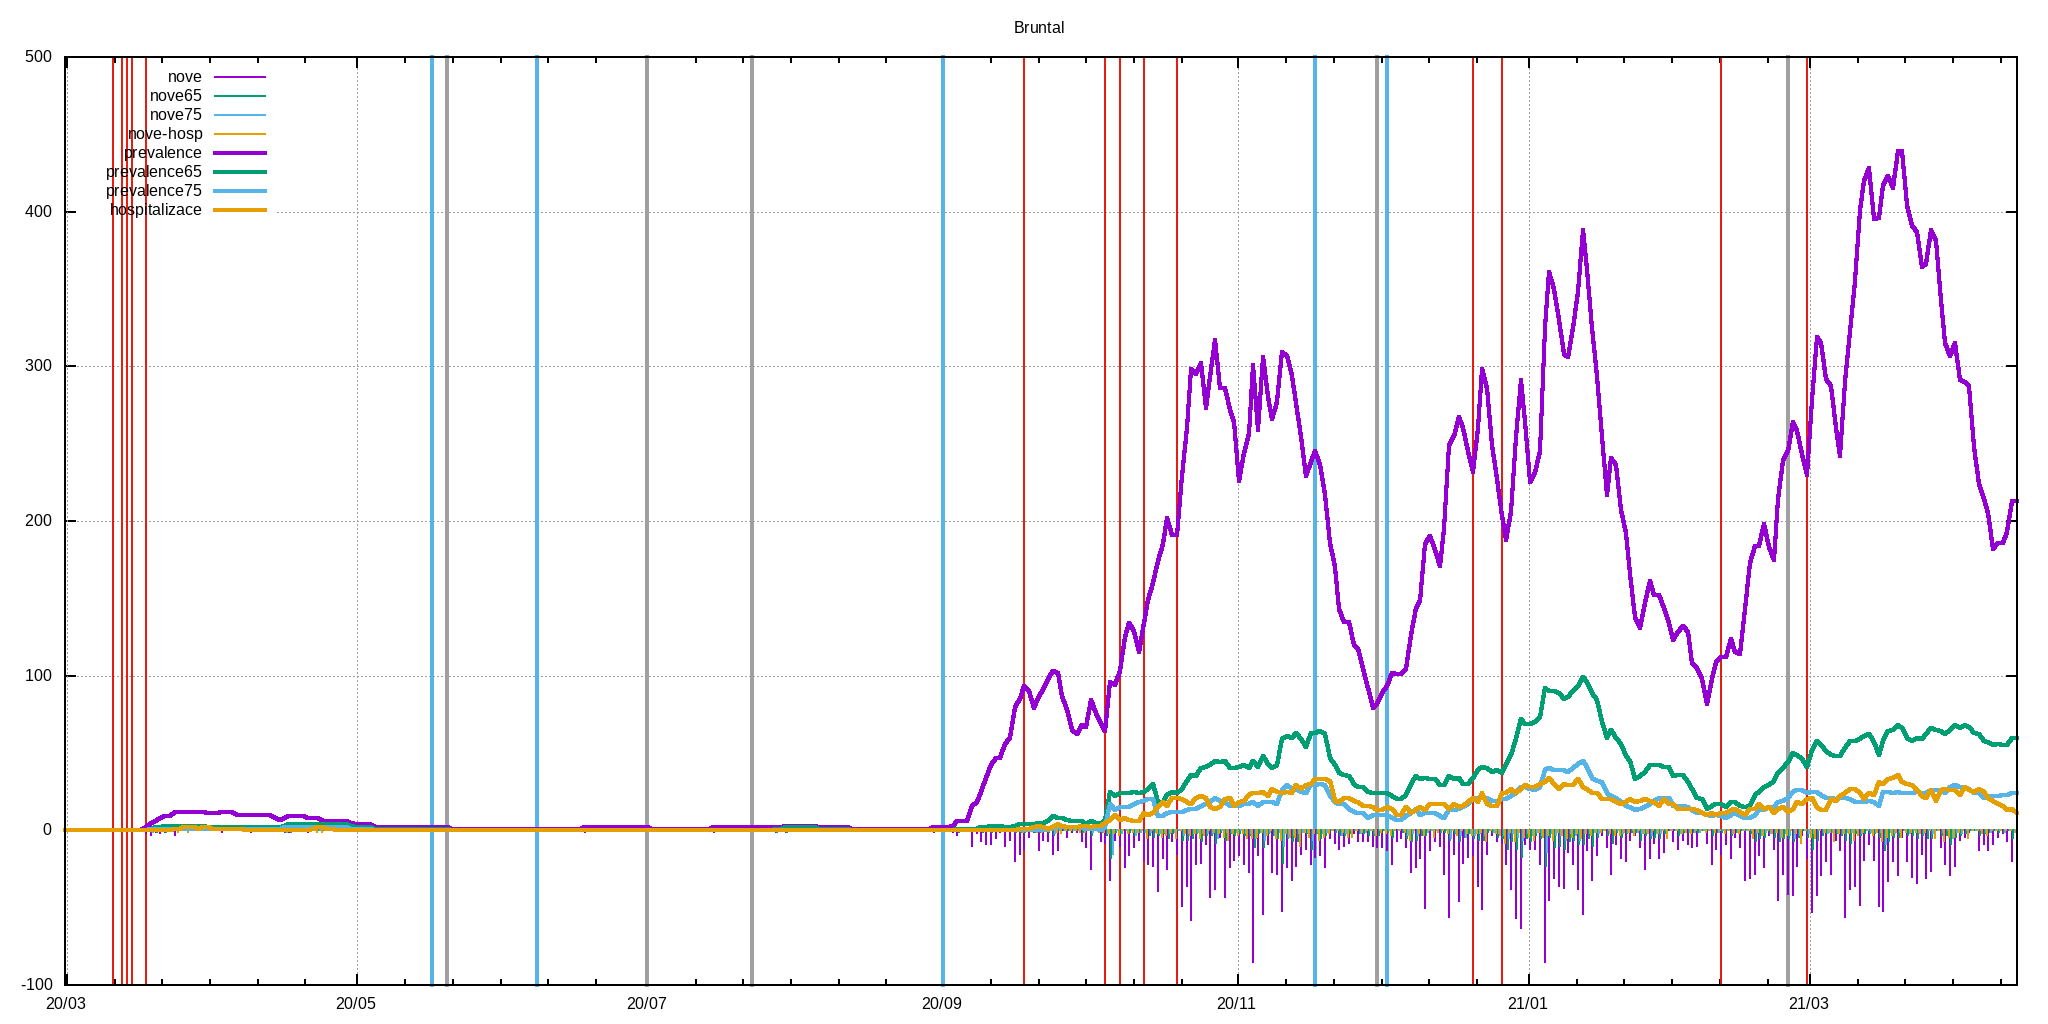 Bruntal
500
400
300
200
100
0
-100
nove
nove65
nove75
nove-hosp
prevalence
prevalence65
prevalence75
hospitalizace
20/03 20/05 20/07 20/09 20/11 21/01 21/03